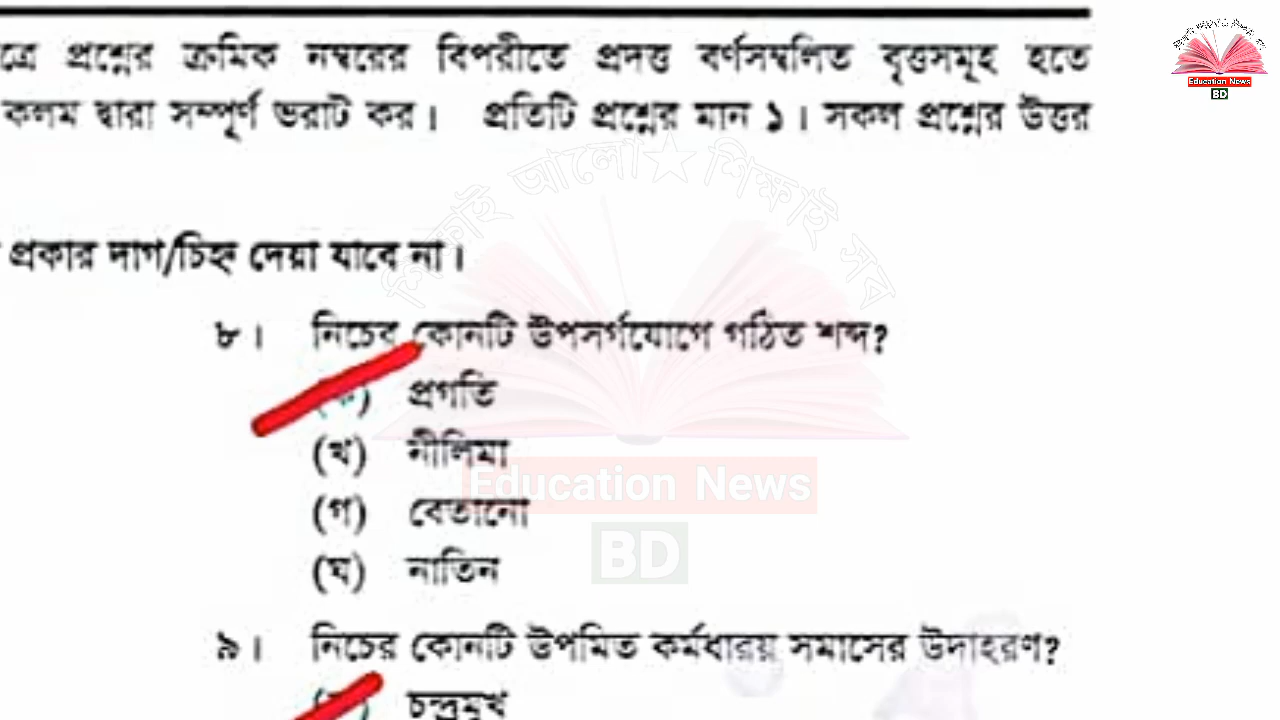 ত্রে প্রশ্নের ক্রমিক নম্বরের বিপরীতে প্রদত্ত বর্ণসম্বলিত বৃত্তসমূহ হতে
কলম দ্বারা সম্পূর্ণ ভরাট কর। প্রতিটি প্রশ্নের মান ১। সকল প্রশ্নের উত্তর
প্রকার দাগ/চিহ্ন দেয়া যাবে না।
৮। নিচের কোনটি উপসর্গযোগে গঠিত শব্দ?
(ক) প্রগতি
(খ) নীলিমা
(গ) বেতানো
(ঘ) নাতিন
৯। নিচের কোনটি উপমিত কর্মধারয় সমাসের উদাহরণ?
চন্দ্রমুখ
শিক্ষাই আলো★শিক্ষাই সব
Education News
BD
Education News
BD